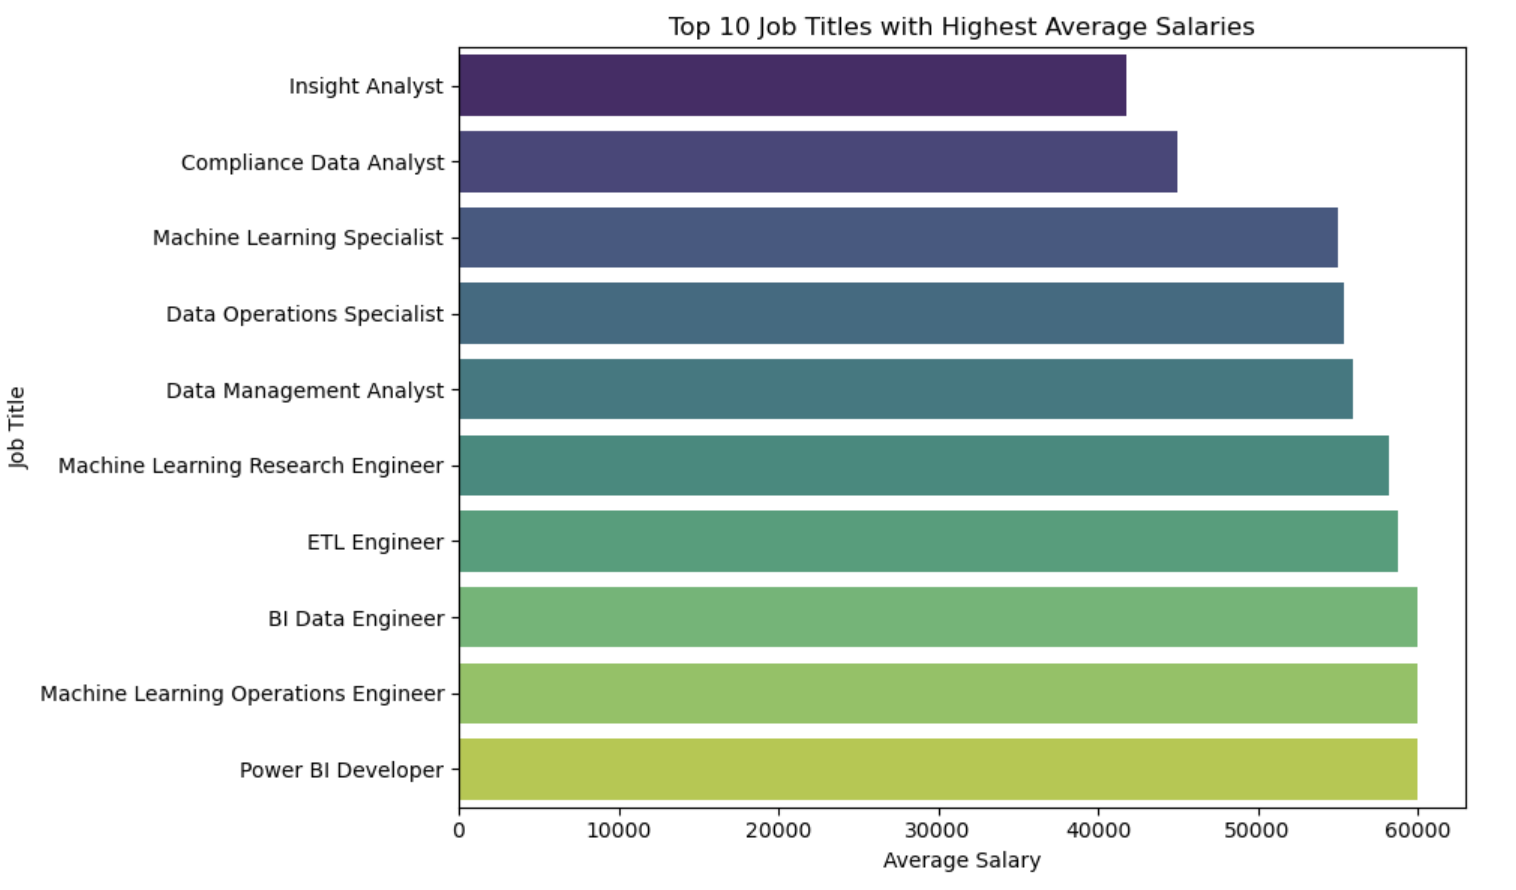 Top 10 Job Titles with Highest Average Salaries
Job Title
Insight Analyst
Compliance Data Analyst
Machine Learning Specialist
Data Operations Specialist
Data Management Analyst
Machine Learning Research Engineer
ETL Engineer
BI Data Engineer
Machine Learning Operations Engineer
Power BI Developer
0 10000 20000 30000 40000 50000 60000
Average Salary